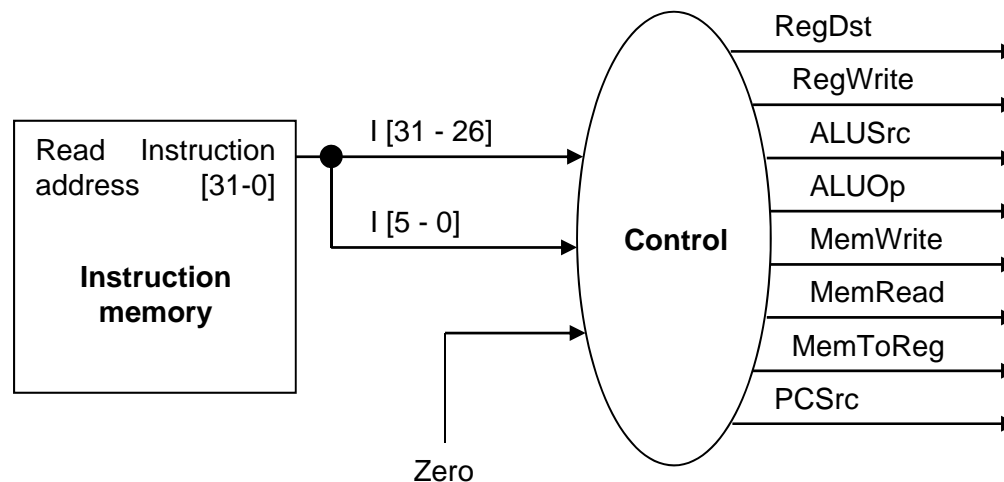 RegDst
RegWrite
I [31 - 26]
ALUSrc
Read Instruction
address [31-0]
ALUOp
I [5 - 0]
Control
MemWrite
Instruction
memory
MemRead
MemToReg
PCSrc
Zero